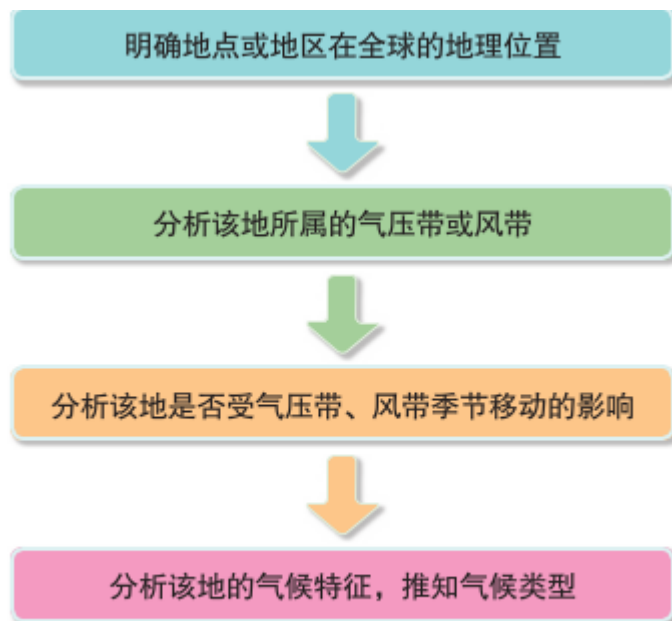 明确地点或地区在全球的地理位置
分析该地所属的气压带或风带
分析该地是否受气压带、风带季节移动的影响
分析该地的气候特征，推知气候类型